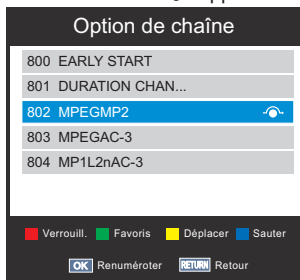 Option de chaîne
800 EARLY START
801 DURATION CHAN...
802 MPEGMP2
803 MPEGAC-3
804 MP1L2nAC-3
Verrouill. Favoris Déplacer Sauter
OK Renuméroter RETURN Retour